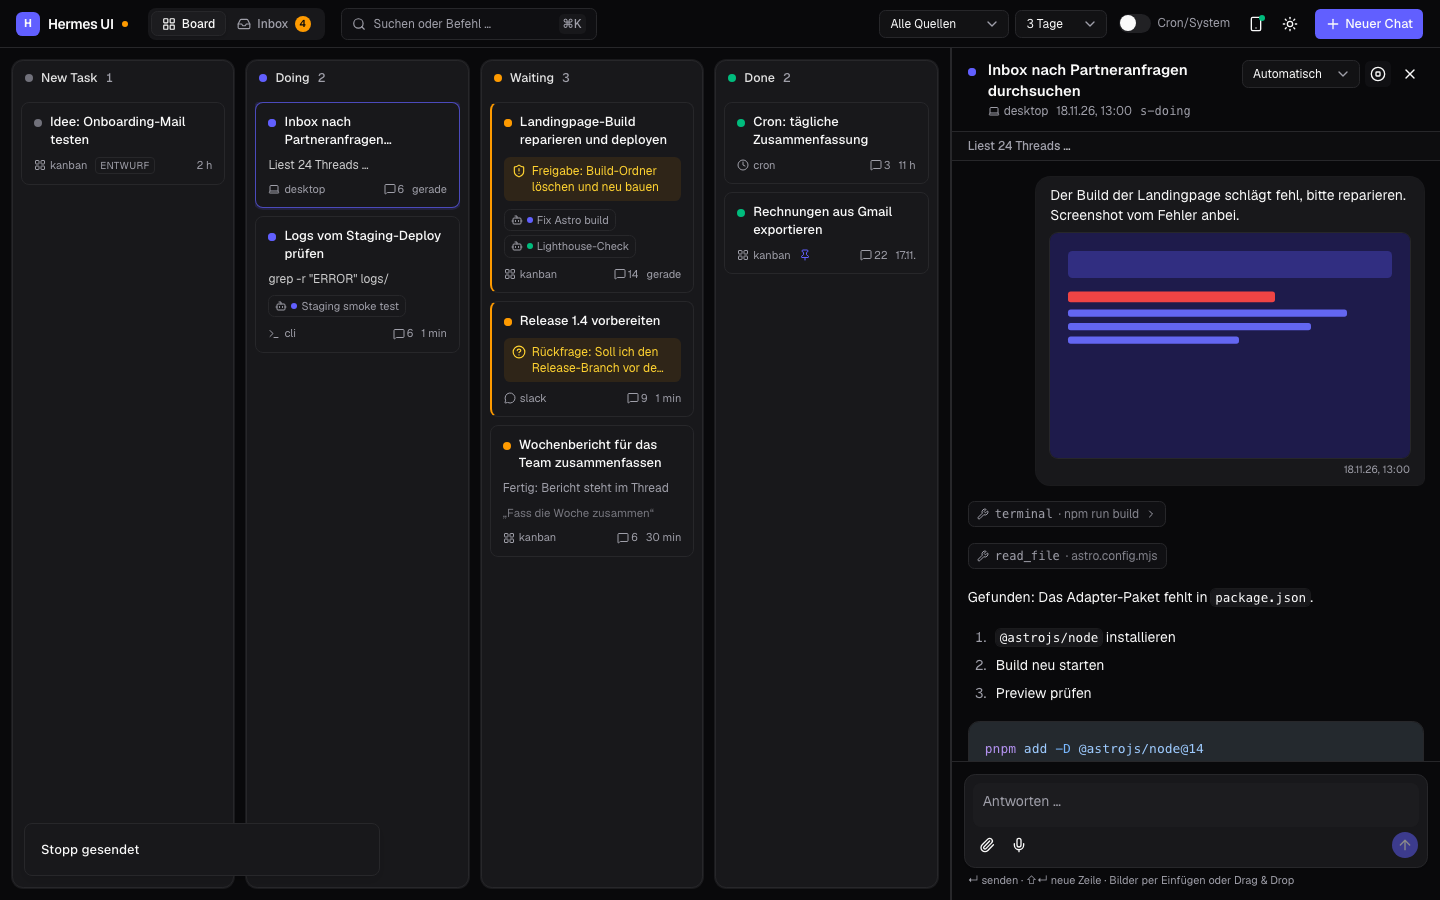 H Hermes UI Board Inbox 4 Suchen oder Befehl … ⌘K Alle Quellen 3 Tage Cron/System Neuer Chat
New Task 1
Idee: Onboarding-Mail
testen
kanban ENTWURF 2 h
Doing 2
Inbox nach
Partneranfragen…
Liest 24 Threads …
desktop 6 gerade
Logs vom Staging-Deploy
prüfen
grep -r "ERROR" logs/
Staging smoke test
cli 6 1 min
Waiting 3
Landingpage-Build
reparieren und deployen
Freigabe: Build-Ordner
löschen und neu bauen
Fix Astro build
Lighthouse-Check
kanban 14 gerade
Release 1.4 vorbereiten
Rückfrage: Soll ich den
Release-Branch vor de…
slack 9 1 min
Wochenbericht für das
Team zusammenfassen
Fertig: Bericht steht im Thread
„Fass die Woche zusammen“
kanban 6 30 min
Done 2
Cron: tägliche
Zusammenfassung
cron 3 11 h
Rechnungen aus Gmail
exportieren
kanban 22 17.11.
Inbox nach Partneranfragen
durchsuchen
Automatisch
desktop 18.11.26, 13:00 s-doing
Liest 24 Threads …
Der Build der Landingpage schlägt fehl, bitte reparieren.
Screenshot vom Fehler anbei.
18.11.26, 13:00
terminal · npm run build
read_file · astro.config.mjs
Gefunden: Das Adapter-Paket fehlt in package.json.
1. @astrojs/node installieren
2. Build neu starten
3. Preview prüfen
pnpm add -D @astrojs/node@14
Antworten …
↵ senden · ⇧↵ neue Zeile · Bilder per Einfügen oder Drag & Drop
Stopp gesendet